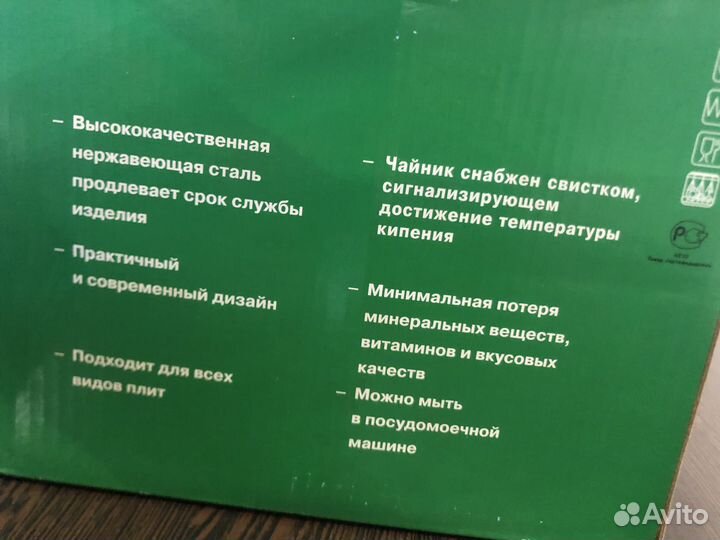 – Высококачественная
нержавеющая сталь
продлевает срок службы
изделия
– Практичный
и современный дизайн
– Подходит для всех
видов плит
– Чайник снабжен свистком,
сигнализирующем
достижение температуры
кипения
– Минимальная потеря
минеральных веществ,
витаминов и вкусовых
качеств
– Можно мыть
в посудомоечной
машине
Avito